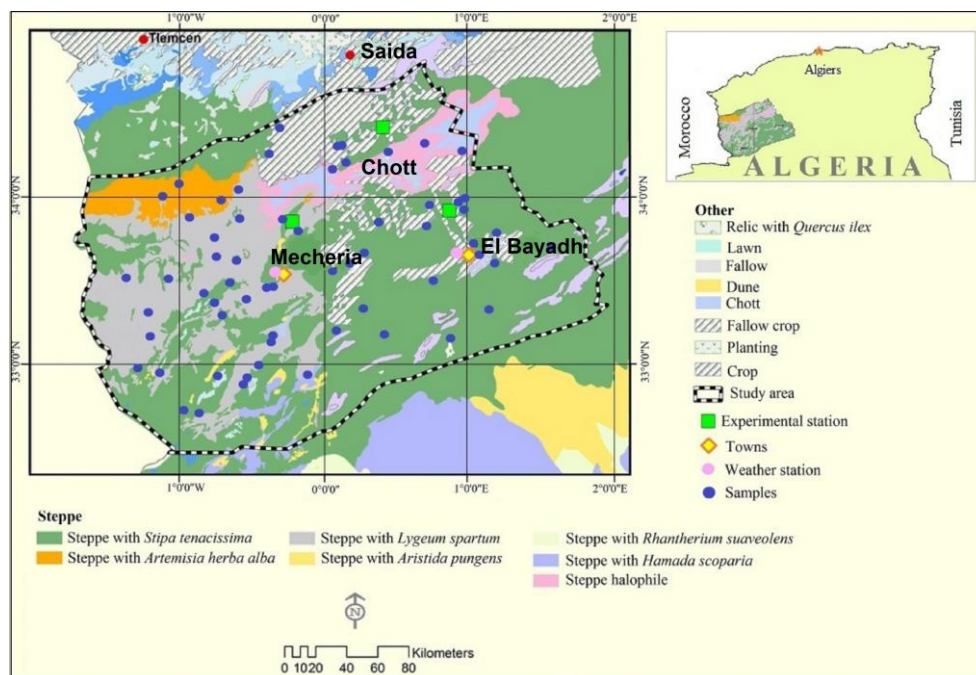 Tlemcen
Saida
Chott
Mecheria
El Bayadh
34°0'0"N
33°0'0"N
34°0'0"N
33°0'0"N
1°0'0"W
0°0'0"
1°0'0"E
2°0'0"E
1°0'0"W
0°0'0"
1°0'0"E
2°0'0"E
Algiers
Morocco
Tunisia
ALGERIA
Other
Relic with Quercus ilex
Lawn
Fallow
Dune
Chott
Fallow crop
Planting
Crop
Study area
Experimental station
Towns
Weather station
Samples
Steppe
Steppe with Stipa tenacissima
Steppe with Artemisia herba alba
Steppe with Lygeum spartum
Steppe with Aristida pungens
Steppe with Rhantherium suaveolens
Steppe with Hamada scoparia
Steppe halophile
N
Kilometers
0 10 20 40 60 80